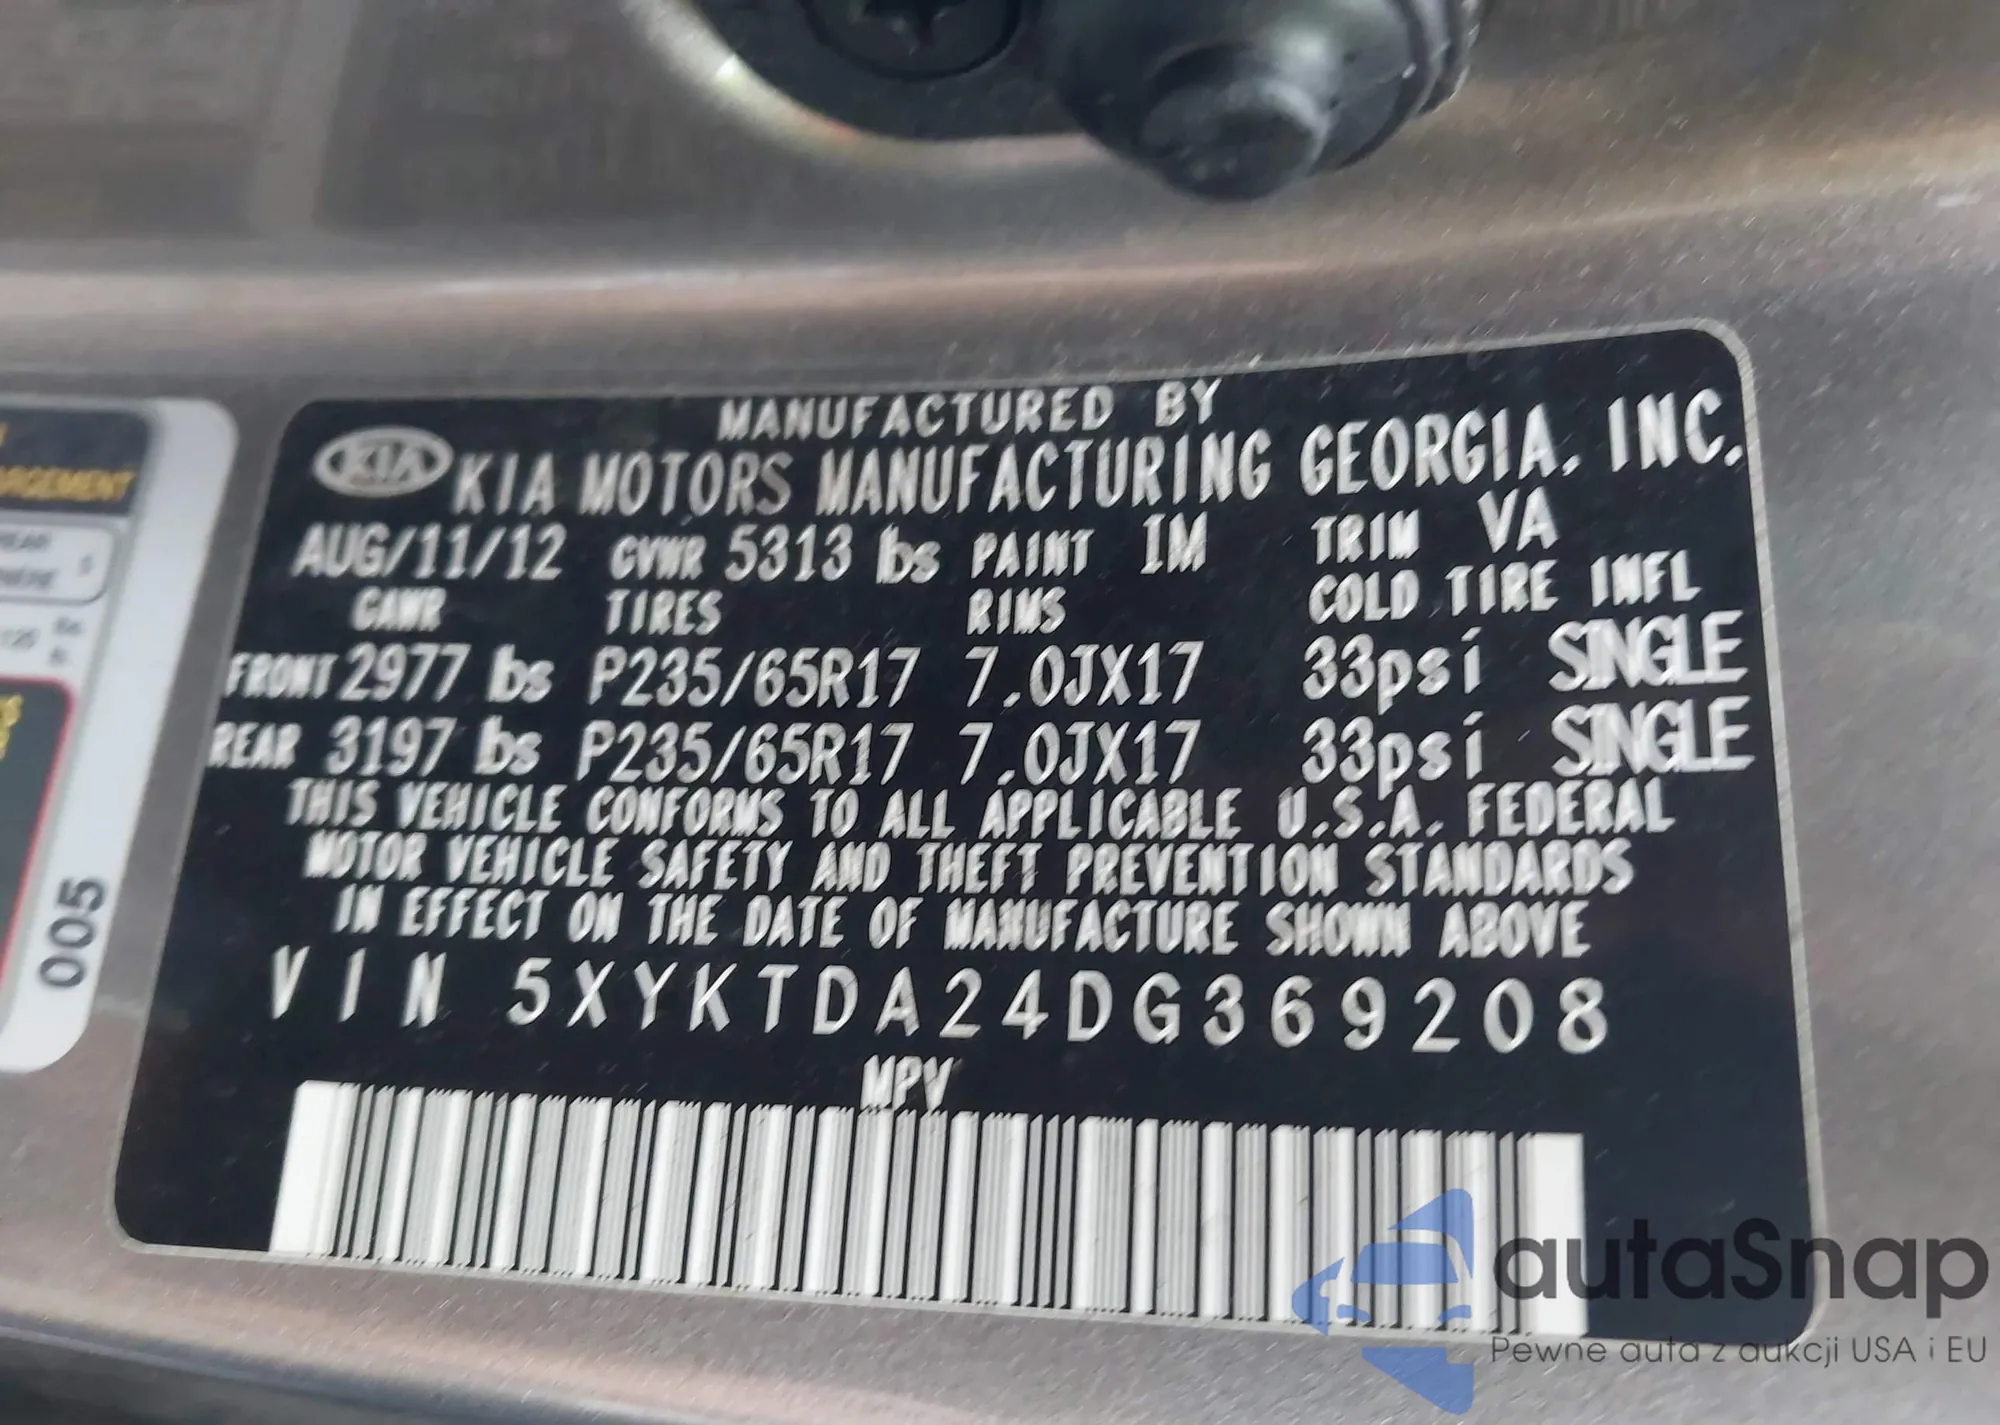 MANUFACTURED BY
KIA KIA MOTORS MANUFACTURING GEORGIA, INC.
AUG/11/12 GVWR 5313 lbs PAINT IM TRIM VA
GAWR TIRES RIMS COLD TIRE INFL
FRONT 2977 lbs P235/65R17 7.0JX17 33psi SINGLE
REAR 3197 lbs P235/65R17 7.0JX17 33psi SINGLE
THIS VEHICLE CONFORMS TO ALL APPLICABLE U.S.A. FEDERAL
MOTOR VEHICLE SAFETY AND THEFT PREVENTION STANDARDS
IN EFFECT ON THE DATE OF MANUFACTURE SHOWN ABOVE
VIN 5XYKTDA24DG369208
MPV
005
autaSnap
Pewne auta z aukcji USA i EU